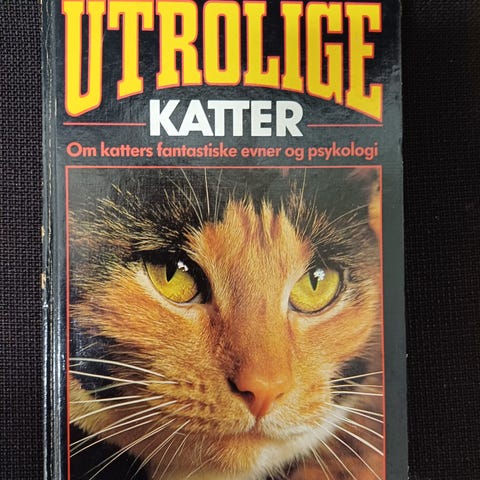 UTROLIGE
KATTER
Om katters fantastiske evner og psykologi